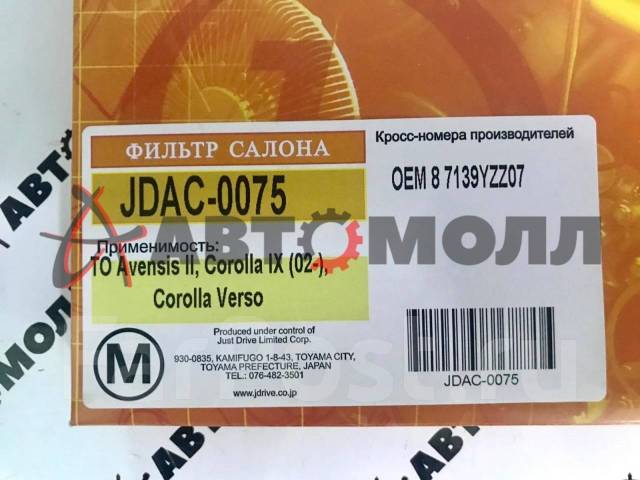 ФИЛЬТР САЛОНА
JDAC-0075
Применимость:
TO Avensis II, Corolla IX (02-),
Corolla Verso
Кросс-номера производителей
OEM 8 7139YZZ07
АВТОМОЛЛ
M
Produced under control of
Just Drive Limited Corp.
930-0835, KAMIFUGO 1-8-43, TOYAMA CITY,
TOYAMA PREFECTURE, JAPAN
TEL.: 076-482-3501
www.jdrive.co.jp
JDAC-0075